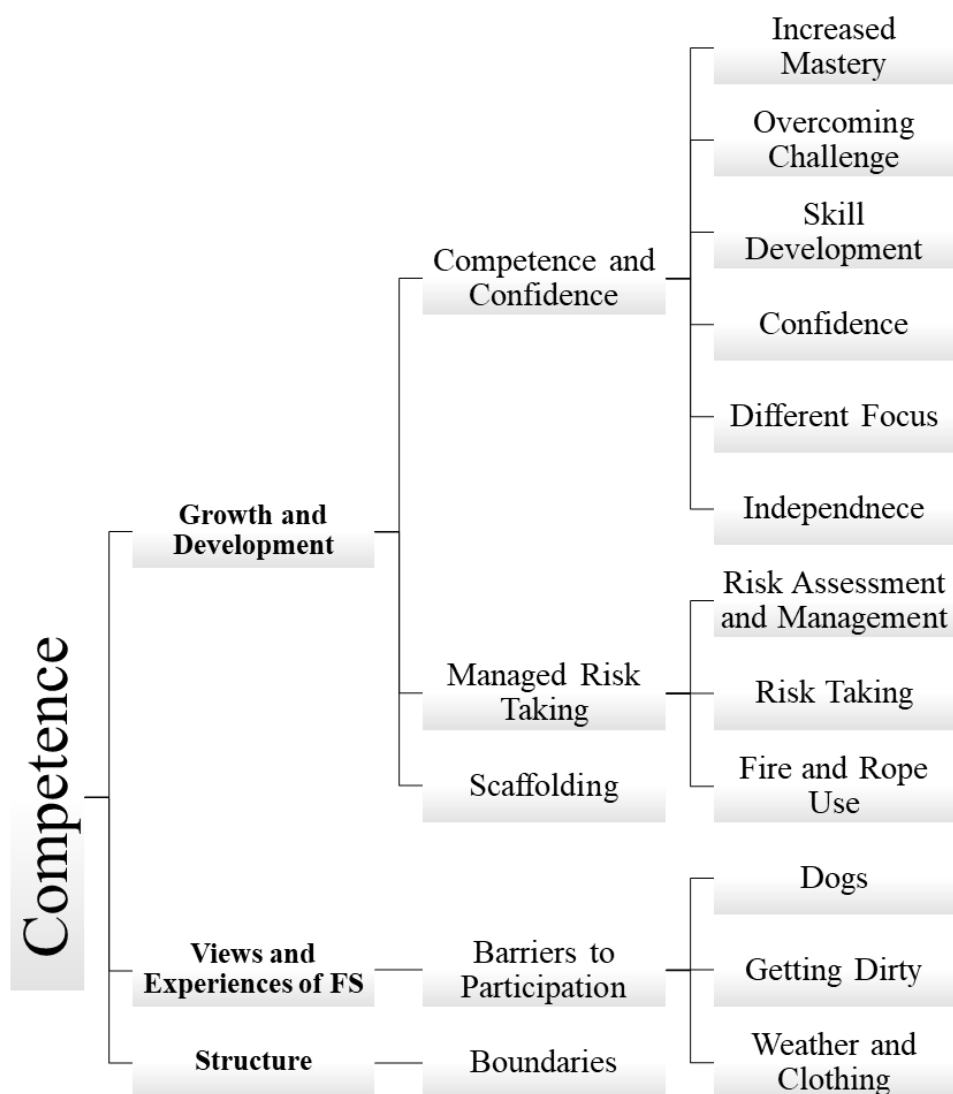 Competence
Growth and
Development
Competence and
Confidence
Increased
Mastery
Overcoming
Challenge
Skill
Development
Confidence
Different Focus
Independnece
Managed Risk
Taking
Risk Assessment
and Management
Risk Taking
Fire and Rope
Use
Scaffolding
Views and
Experiences of FS
Barriers to
Participation
Dogs
Getting Dirty
Weather and
Clothing
Structure
Boundaries